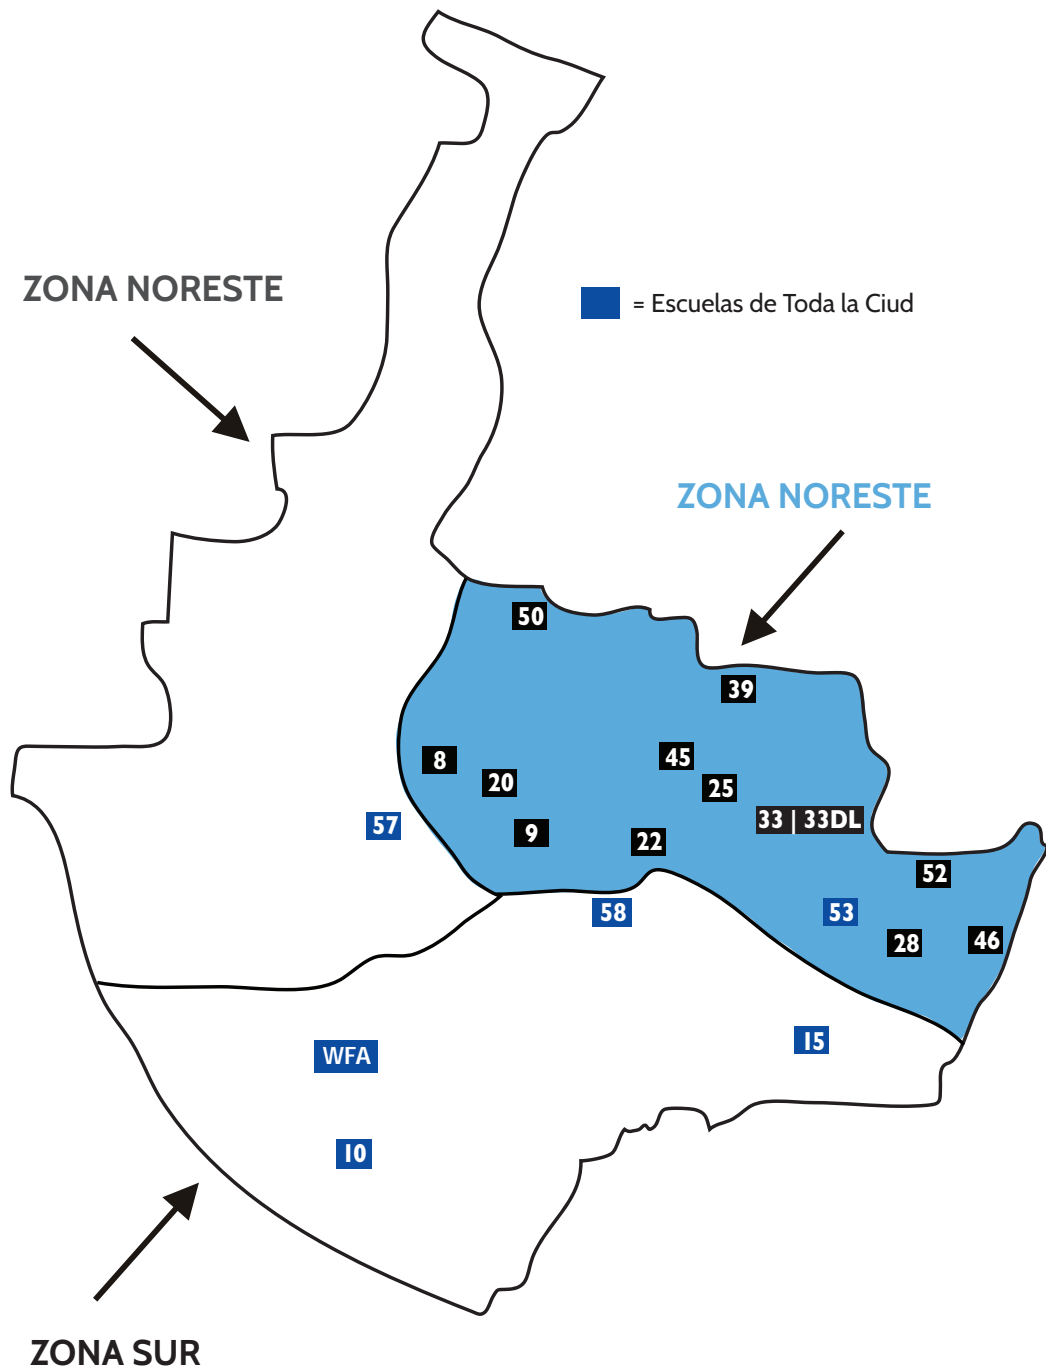 ZONA NORESTE
= Escuelas de Toda la Ciud
ZONA NORESTE
50
39
45
8
20
25
33 | 33DL
57
9
22
52
58
53
28
46
15
WFA
10
ZONA SUR